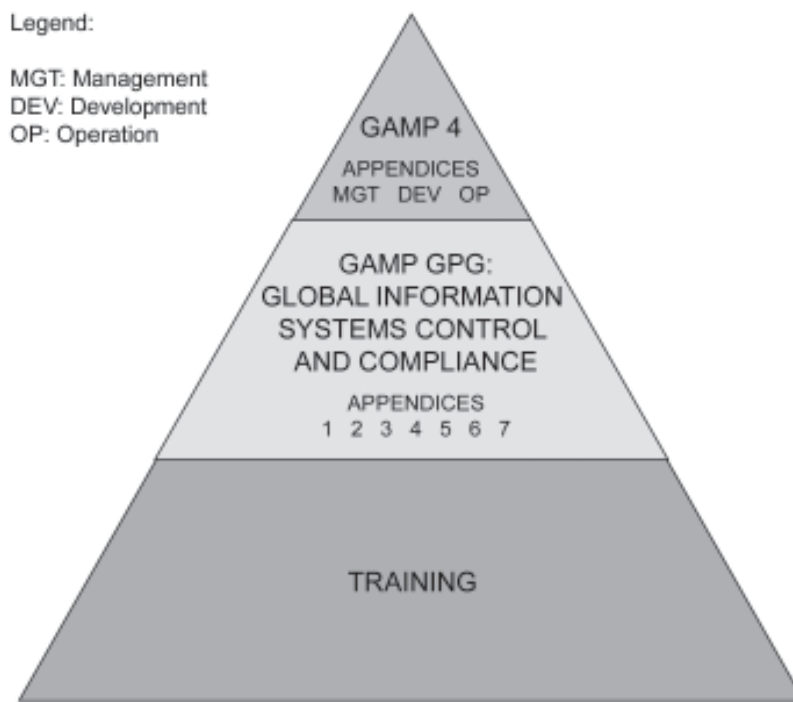 Legend:
MGT: Management
DEV: Development
OP: Operation
GAMP 4
APPENDICES
MGT DEV OP
GAMP GPG:
GLOBAL INFORMATION
SYSTEMS CONTROL
AND COMPLIANCE
APPENDICES
1 2 3 4 5 6 7
TRAINING